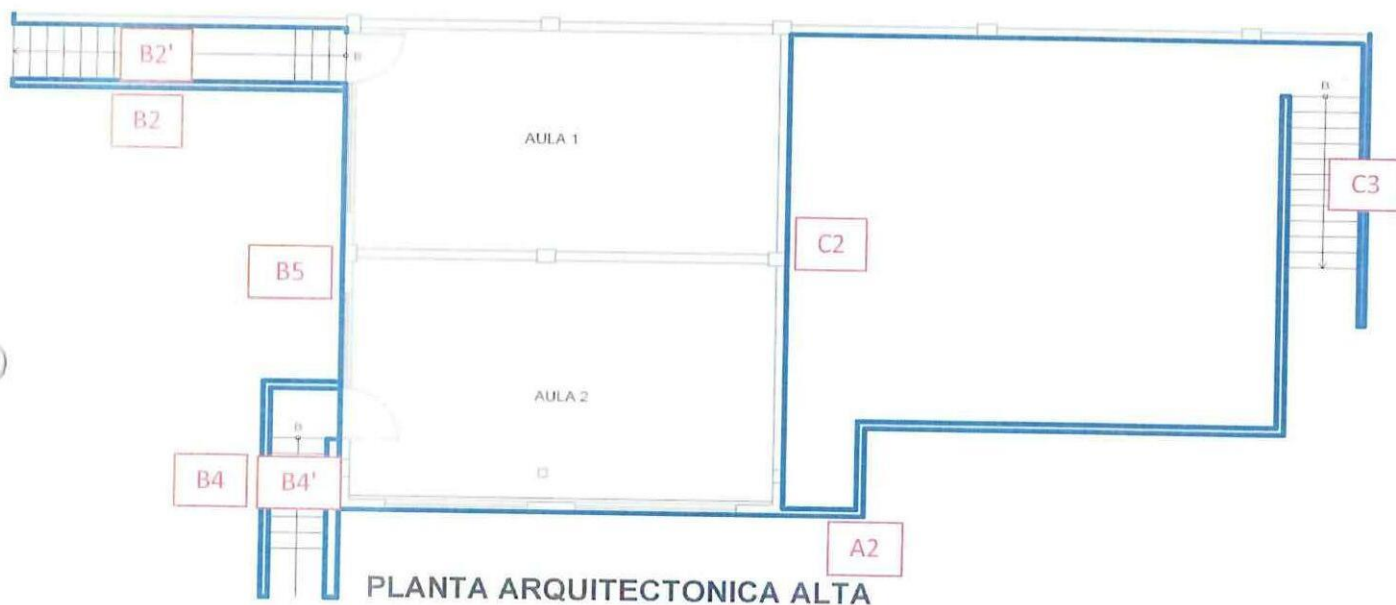 B2'
B
B
B2
AULA 1
C3
C2
B5
AULA 2
B
B4
B4'
A2
PLANTA ARQUITECTONICA ALTA